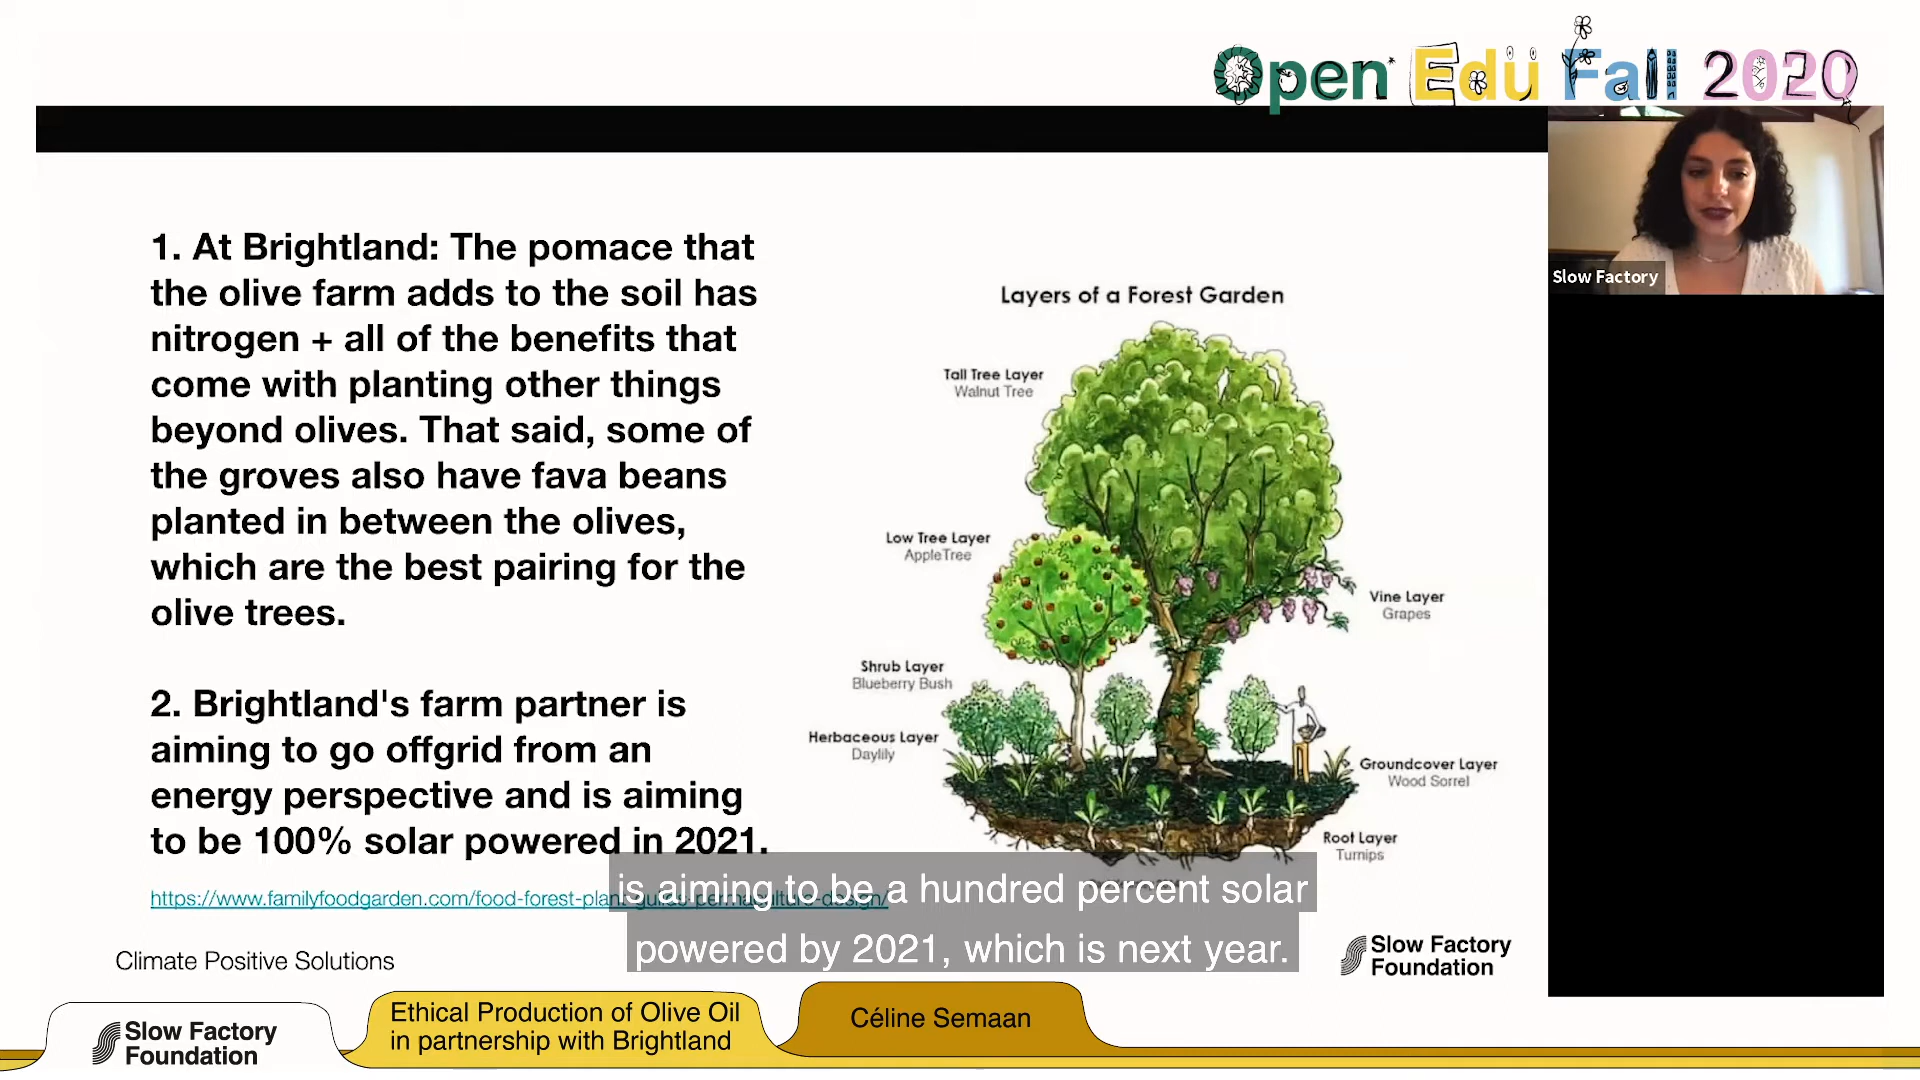 Open Edu Fall 2020
1. At Brightland: The pomace that
the olive farm adds to the soil has
nitrogen + all of the benefits that
come with planting other things
beyond olives. That said, some of
the groves also have fava beans
planted in between the olives,
which are the best pairing for the
olive trees.
2. Brightland's farm partner is
aiming to go offgrid from an
energy perspective and is aiming
to be 100% solar powered in 2021.
https://www.familyfoodgarden.com/food-forest-plant-guilds-permaculture-design/
Layers of a Forest Garden
Tall Tree Layer
Walnut Tree
Low Tree Layer
AppleTree
Vine Layer
Grapes
Shrub Layer
Blueberry Bush
Herbaceous Layer
Daylily
Groundcover Layer
Wood Sorrel
Root Layer
Turnips
Slow Factory
is aiming to be a hundred percent solar
powered by 2021, which is next year.
Climate Positive Solutions
Slow Factory
Foundation
Slow Factory
Foundation
Ethical Production of Olive Oil
in partnership with Brightland
Céline Semaan